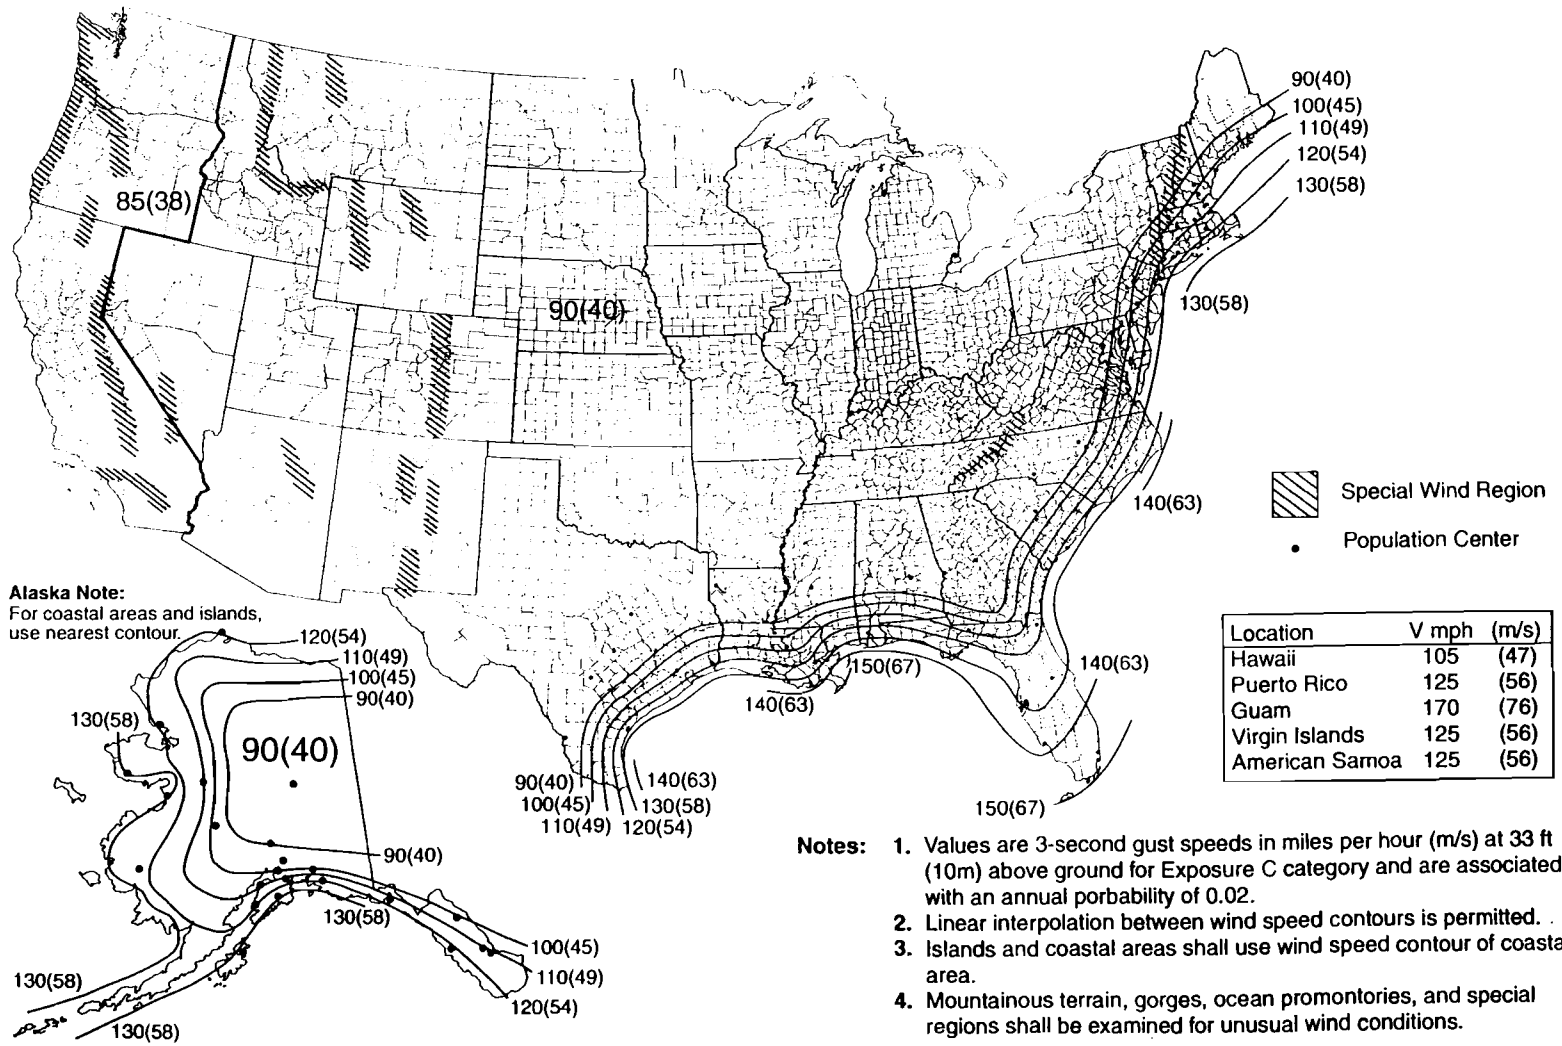 90(40)
100(45)
110(49)
120(54)
130(58)
85(38)
90(40)
130(58)
140(63)
Special Wind Region
Population Center
Alaska Note:
For coastal areas and islands,
use nearest contour.
120(54)
110(49)
100(45)
90(40)
130(58)
90(40)
90(40)
130(58)
100(45)
110(49)
120(54)
130(58)
130(58)
90(40)
100(45)
110(49)
120(54)
130(58)
140(63)
140(63)
150(67)
140(63)
150(67)
Location V mph (m/s)
Hawaii 105 (47)
Puerto Rico 125 (56)
Guam 170 (76)
Virgin Islands 125 (56)
American Samoa 125 (56)
Notes: 1. Values are 3-second gust speeds in miles per hour (m/s) at 33 ft
(10m) above ground for Exposure C category and are associated
with an annual porbability of 0.02.
2. Linear interpolation between wind speed contours is permitted.
3. Islands and coastal areas shall use wind speed contour of coasta
area.
4. Mountainous terrain, gorges, ocean promontories, and special
regions shall be examined for unusual wind conditions.